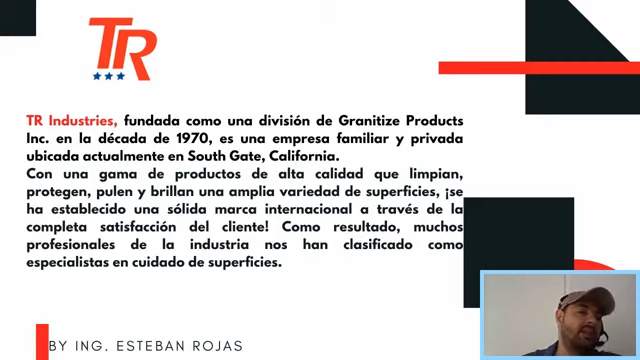 TR
TR Industries, fundada como una división de Granitize Products
Inc. en la década de 1970, es una empresa familiar y privada
ubicada actualmente en South Gate, California.
Con una gama de productos de alta calidad que limpian,
protegen, pulen y brillan una amplia variedad de superficies, ¡se
ha establecido una sólida marca internacional a través de la
completa satisfacción del cliente! Como resultado, muchos
profesionales de la industria nos han clasificado como
especialistas en cuidado de superficies.
BY ING. ESTEBAN ROJAS